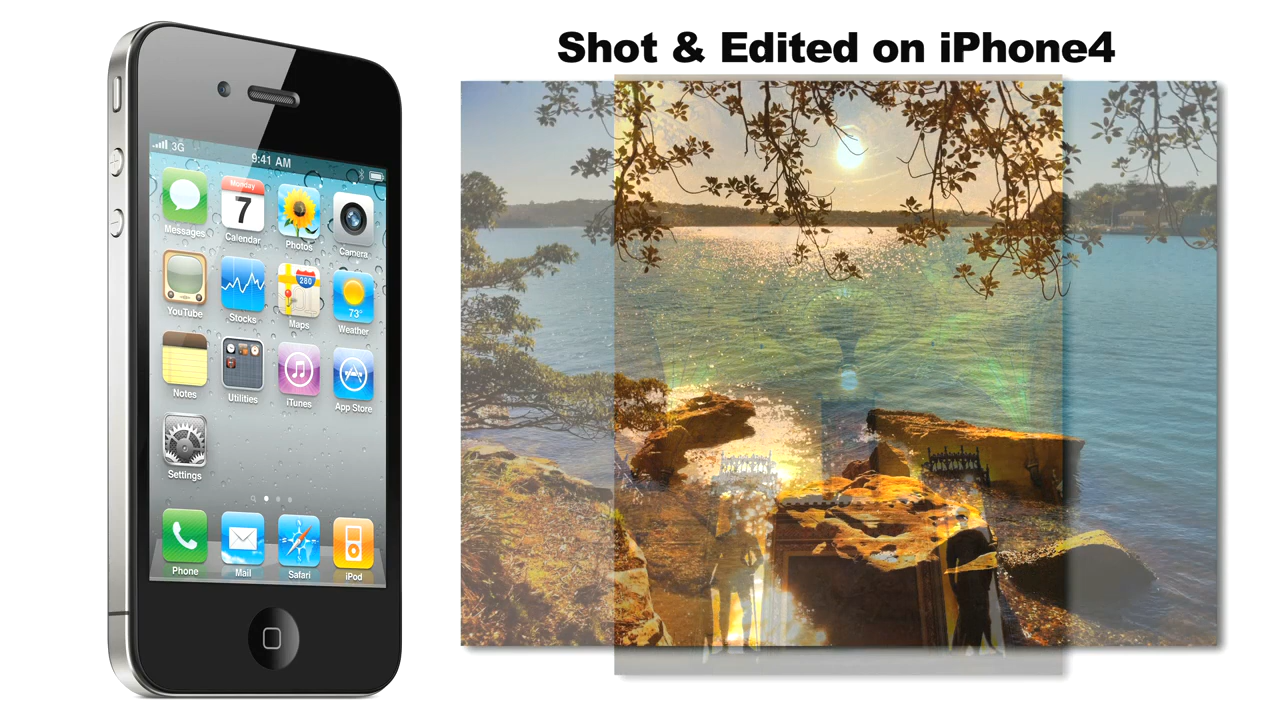 Shot & Edited on iPhone4
3G
9:41 AM
Monday
7
Messages
Calendar
Photos
Camera
280
73°
YouTube
Stocks
Maps
Weather
Notes
Utilities
iTunes
App Store
Settings
Phone
Mail
Safari
iPod